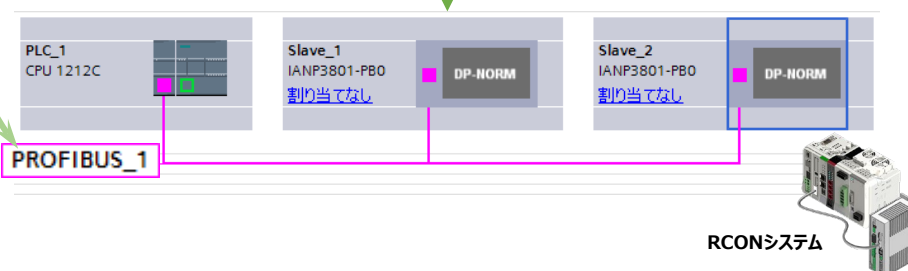 PLC_1
CPU 1212C
Slave_1
IANP3801-PB0
割り当てなし
DP-NORM
Slave_2
IANP3801-PB0
割り当てなし
DP-NORM
PROFIBUS_1
RCONシステム